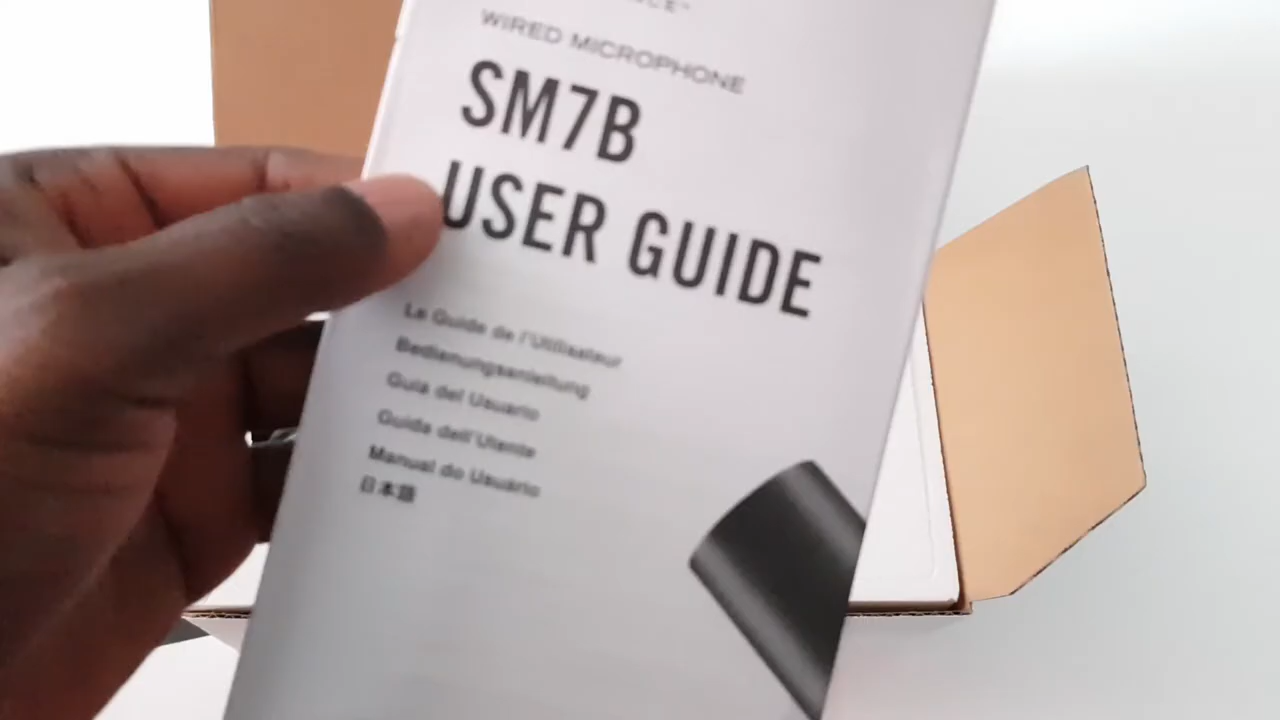 WIRED MICROPHONE
SM7B
USER GUIDE
Le Guide de l'Utilisateur
Bedienungsanleitung
Guia del Usuario
Guida dell'Utente
Manual do Usuário
日本語